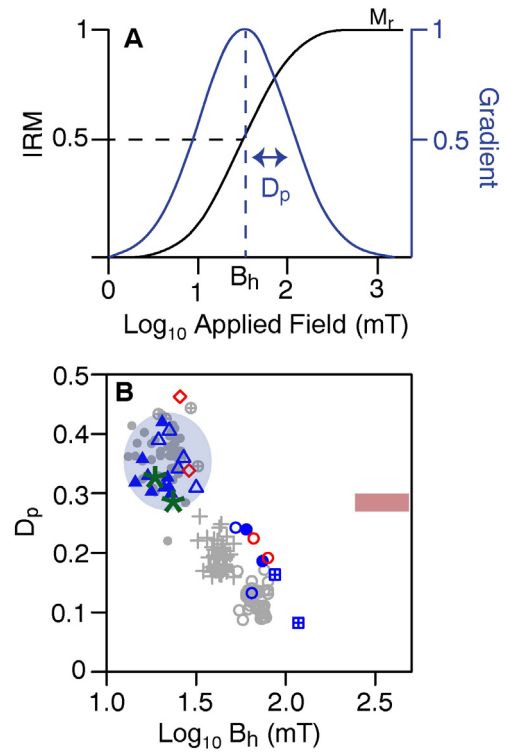 A
M_r
1
1
IRM
0.5
0.5
Gradient
D_p
0
B_h
1
2
3
Log₁₀ Applied Field (mT)
B
0.5
0.4
0.3
D_p
0.2
0.1
0
1.0
1.5
2.0
2.5
Log₁₀ B_h (mT)